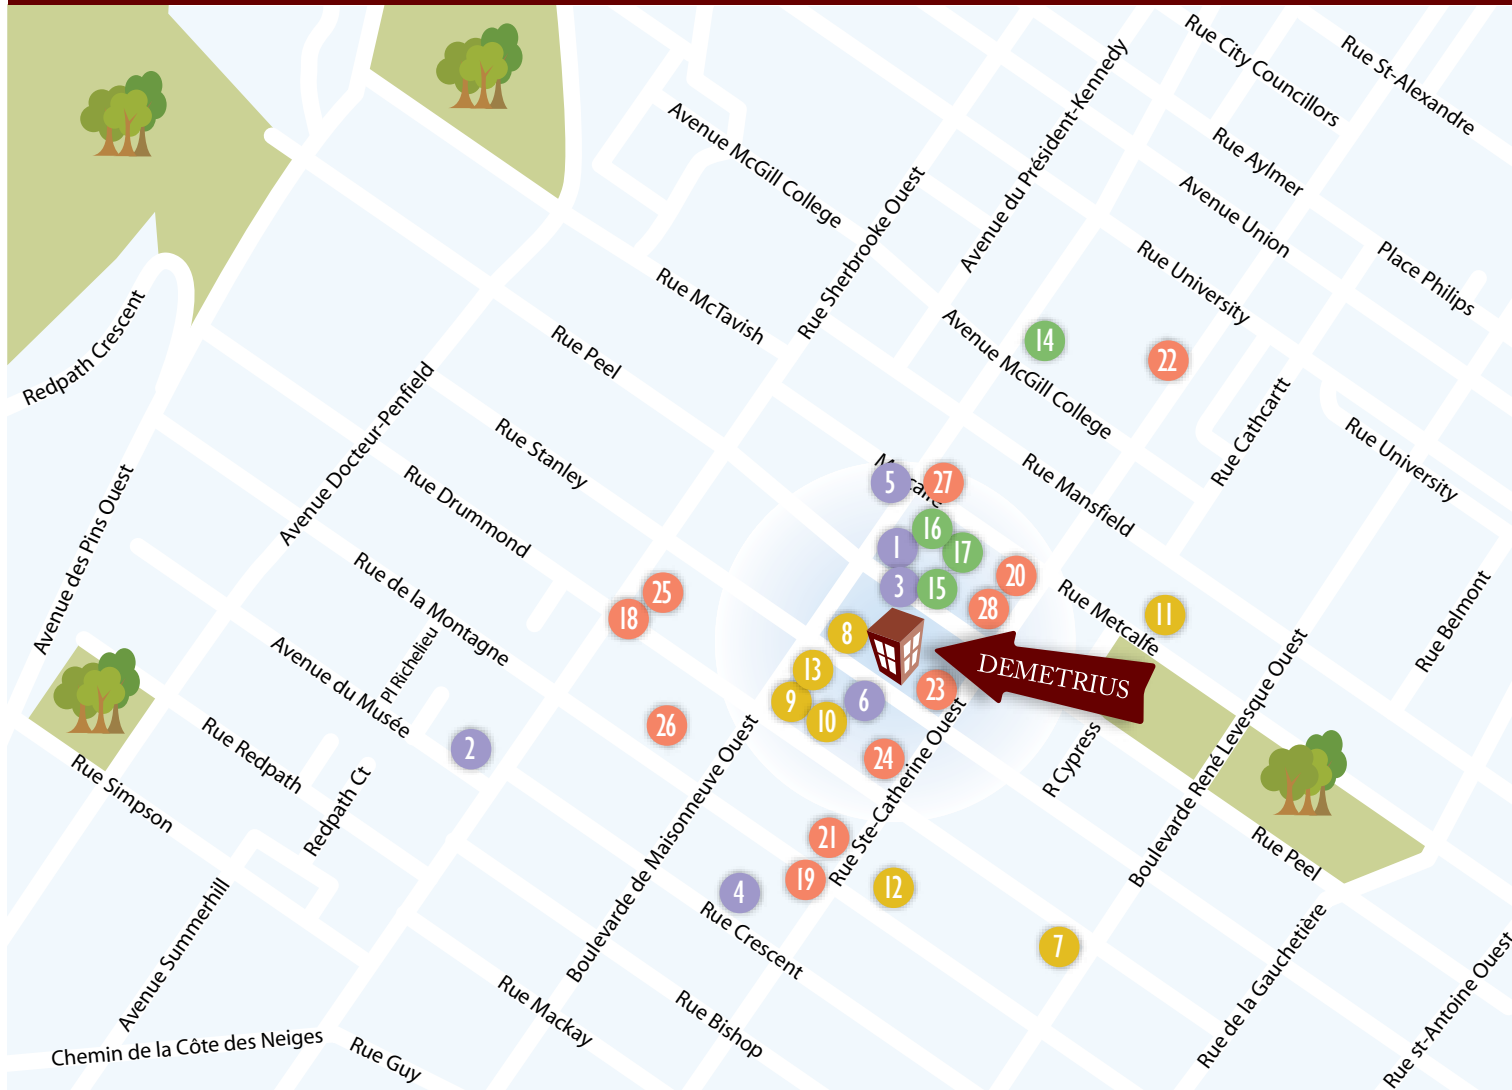 Rue City Councillors
Rue St-Alexandre
Avenue McGill College
Avenue du Président-Kennedy
Rue Aylmer
Avenue Union
Rue Sherbrooke Ouest
Rue University
Place Philips
Redpath Crescent
Rue McTavish
Rue Peel
Avenue McGill College
14
22
Avenue Docteur-Penfield
Rue Stanley
Rue Cathcartt
Rue University
Rue Drummond
5
27
Rue Mansfield
Avenue des Pins Ouest
16
1
17
Rue de la Montagne
3
15
20
28
Rue Metcalfe
11
25
18
8
Rue Belmont
Pl Richelieu
Avenue du Musée
13
9
10
6
23
DEMETRIUS
26
2
24
Rue Redpath
R Cypress
Boulevarde René Levesque Ouest
Rue Simpson
Redpath Ct
Boulevarde de Maisonneuve Ouest
Rue Ste-Catherine Ouest
21
19
4
12
Rue Peel
Rue Crescent
7
Avenue Summerhill
Rue de la Gauchetière
Rue st-Antoine Ouest
Rue Mackay
Rue Bishop
Chemin de la Côte des Neiges
Rue Guy